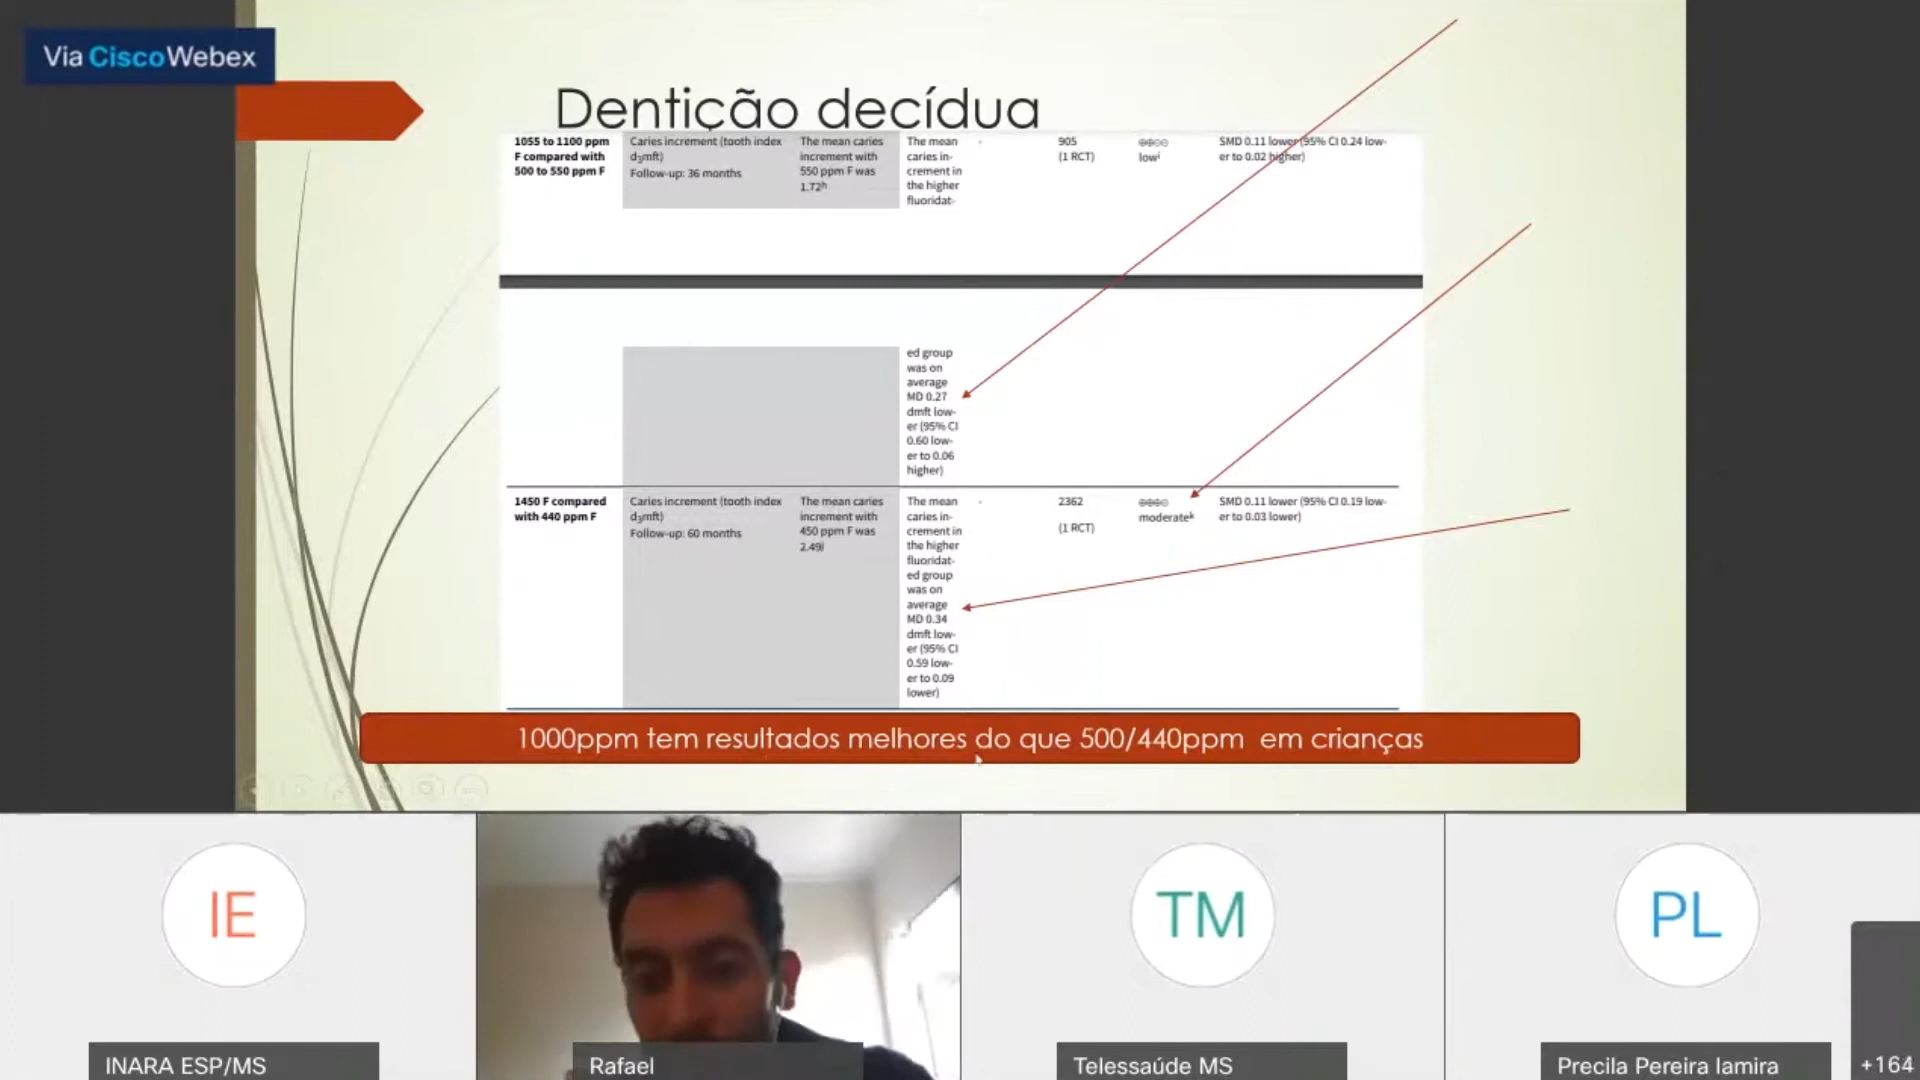 Via CiscoWebex
Dentição decídua
1055 to 1100 ppm
F compared with
500 to 550 ppm F
Caries increment (tooth index
d3mft)
Follow-up: 36 months
The mean caries
increment with
550 ppm F was
1.72h
The mean
caries in-
crement in
the higher
fluoridat-
-
905
(1 RCT)
⊕⊕⊝⊝
lowi
SMD 0.11 lower (95% CI 0.24 low-
er to 0.02 higher)
ed group
was on
average
MD 0.27
dmft low-
er (95% CI
0.60 low-
er to 0.06
higher)
1450 F compared
with 440 ppm F
Caries increment (tooth index
d3mft)
Follow-up: 60 months
The mean caries
increment with
450 ppm F was
2.49j
The mean
caries in-
crement in
the higher
fluoridat-
ed group
was on
average
MD 0.34
dmft low-
er (95% CI
0.59 low-
er to 0.09
lower)
-
2362
(1 RCT)
⊕⊕⊕⊝
moderatek
SMD 0.11 lower (95% CI 0.19 low-
er to 0.03 lower)
1000ppm tem resultados melhores do que 500/440ppm em crianças
IE
TM
PL
INARA ESP/MS
Rafael
Telessaúde MS
Precila Pereira lamira
+164